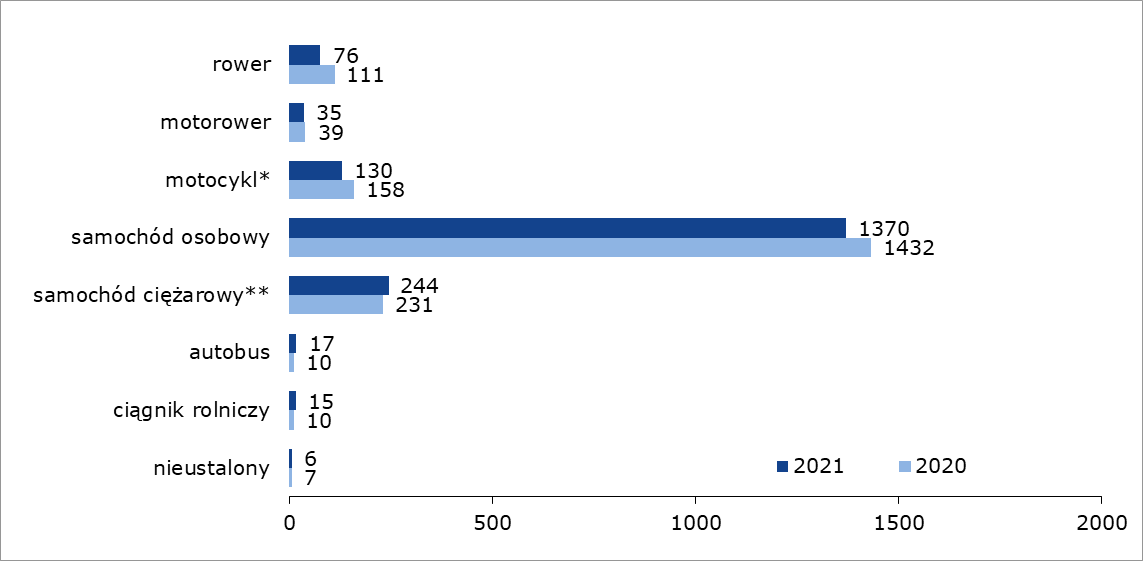 rower
76
111
motorower
35
39
motocykl*
130
158
samochód osobowy
1370
1432
samochód ciężarowy**
244
231
autobus
17
10
ciągnik rolniczy
15
10
nieustalony
6
7
2021 2020
0 500 1000 1500 2000